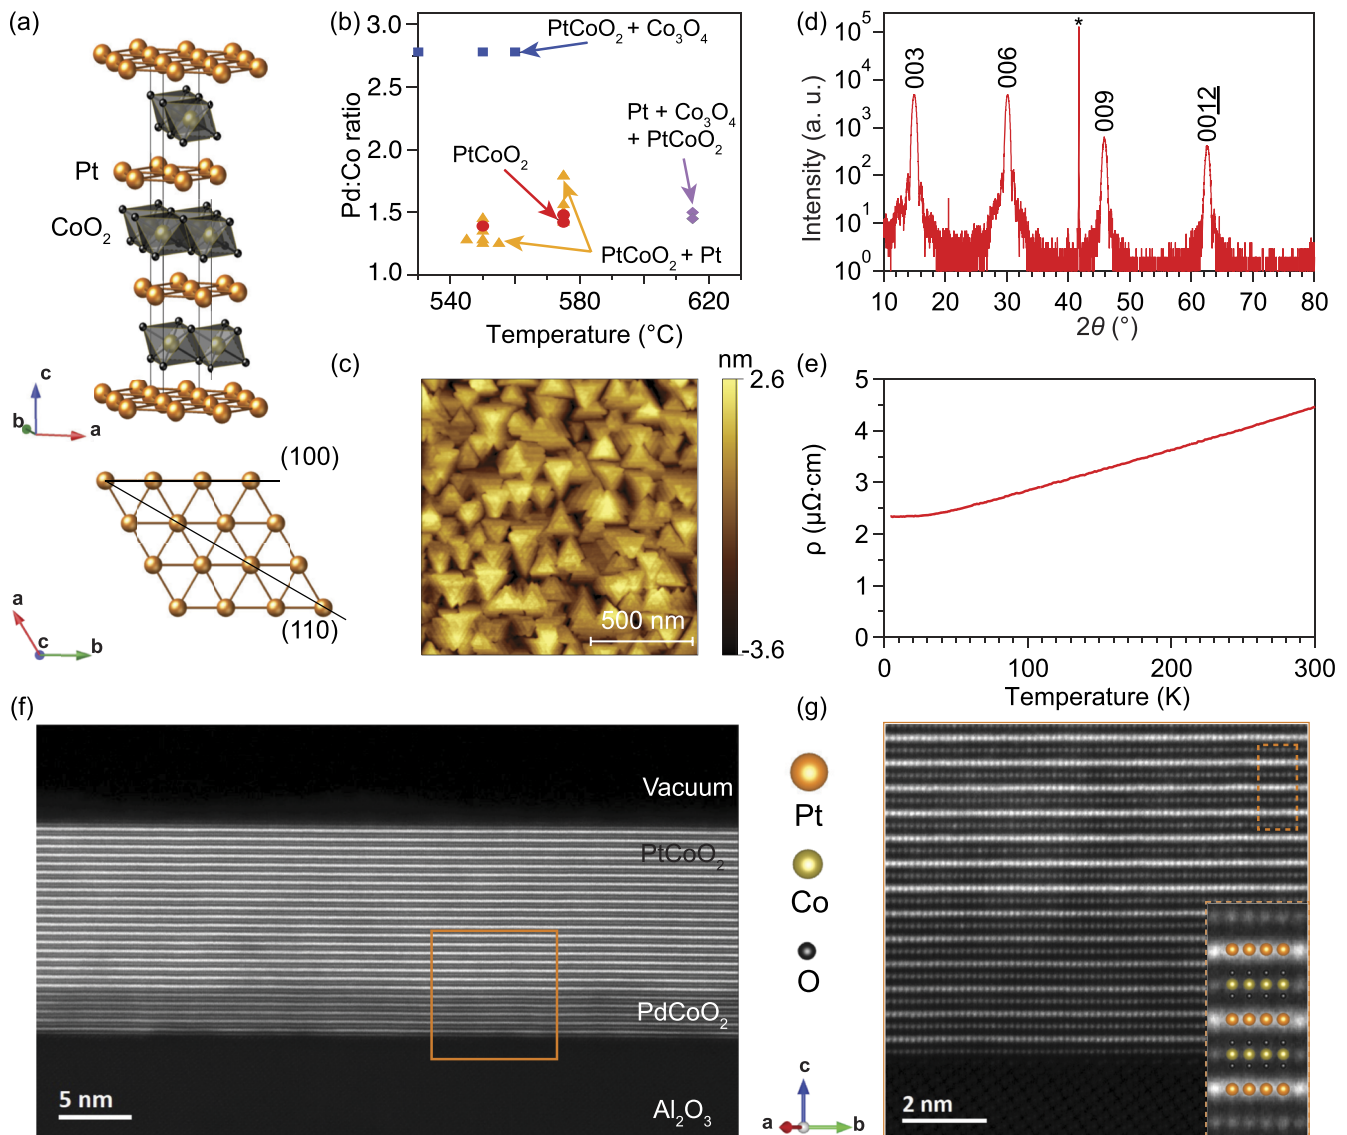 (a)
Pt
CoO2
c
b
a
(100)
(110)
a
c
b
(b)
3.0
2.5
2.0
1.5
1.0
Pd:Co ratio
PtCoO2 + Co3O4
Pt + Co3O4
+ PtCoO2
PtCoO2
PtCoO2 + Pt
540
580
620
Temperature (°C)
(c)
500 nm
nm
2.6
-3.6
(d)
10^5
10^4
10^3
10^2
10^1
10^0
Intensity (a. u.)
003
006
*
009
0012
10 20 30 40 50 60 70 80
2θ (°)
(e)
5
4
3
2
1
0
ρ (μΩ·cm)
0 100 200 300
Temperature (K)
(f)
Vacuum
PtCoO2
PdCoO2
Al2O3
5 nm
(g)
Pt
Co
O
c
a
b
2 nm